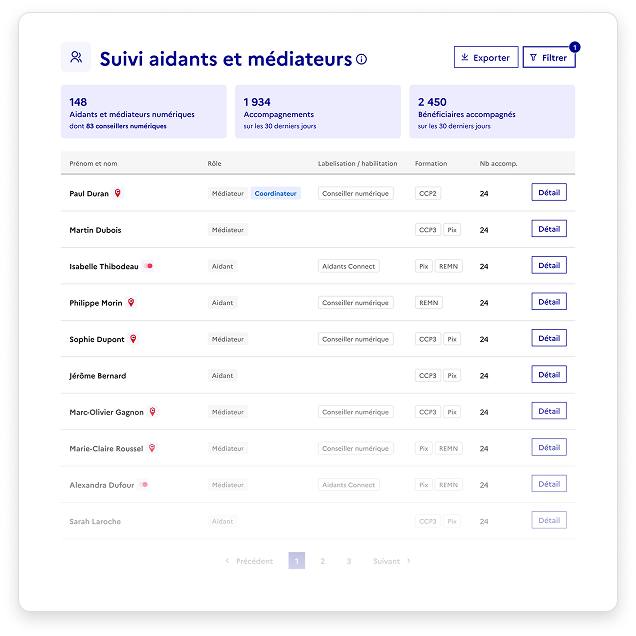 Suivi aidants et médiateurs
Exporter
Filtrer
1
148
Aidants et médiateurs numériques
dont 83 conseillers numériques
1 934
Accompagnements
sur les 30 derniers jours
2 450
Bénéficiaires accompagnés
sur les 30 derniers jours
Prénom et nom Rôle Labelisation / habilitation Formation Nb accomp.
Paul Duran Médiateur Coordinateur Conseiller numérique CCP2 24 Détail
Martin Dubois Médiateur CCP3 Pix 24 Détail
Isabelle Thibodeau Aidant Aidants Connect Pix REMN 24 Détail
Philippe Morin Aidant Conseiller numérique REMN 24 Détail
Sophie Dupont Médiateur Conseiller numérique CCP3 Pix 24 Détail
Jérôme Bernard Aidant CCP3 Pix 24 Détail
Marc-Olivier Gagnon Médiateur Conseiller numérique CCP3 Pix 24 Détail
Marie-Claire Roussel Médiateur Conseiller numérique Pix REMN 24 Détail
Alexandra Dufour Médiateur Aidants Connect Pix REMN 24 Détail
Sarah Laroche Aidant CCP3 Pix 24 Détail
Précédent 1 2 3 Suivant